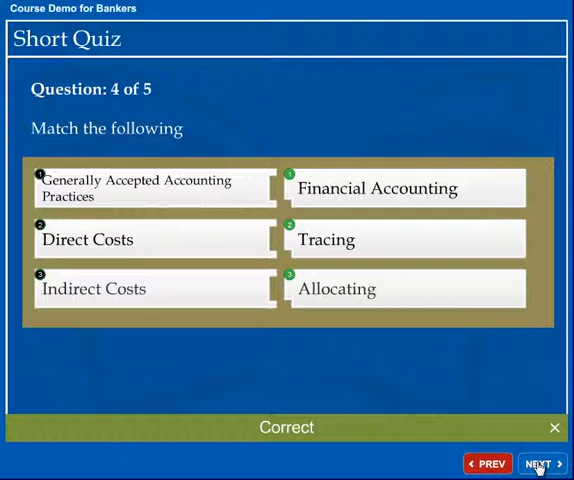 Course Demo for Bankers
Short Quiz
Question: 4 of 5
Match the following
1 Generally Accepted Accounting
Practices
1 Financial Accounting
2 Direct Costs
2 Tracing
3 Indirect Costs
3 Allocating
Correct ×
< PREV
NEXT >